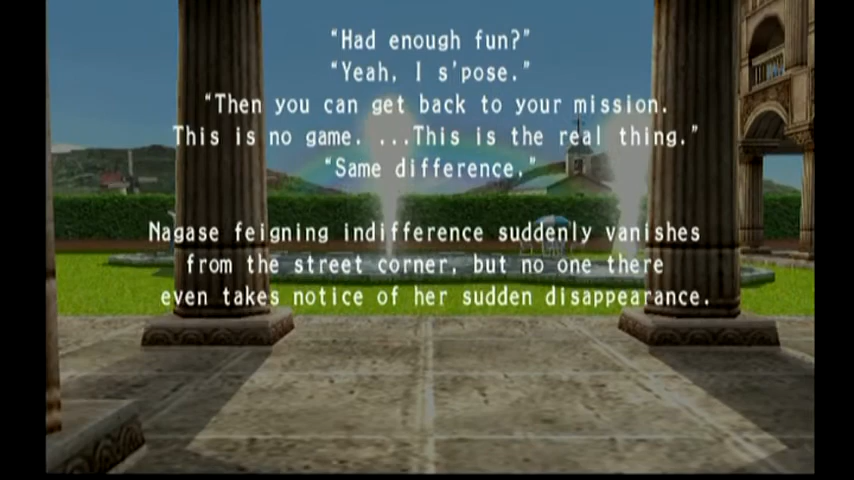 “Had enough fun?”
“Yeah, I s’pose.”
“Then you can get back to your mission.
This is no game. ...This is the real thing.”
“Same difference.”
Nagase feigning indifference suddenly vanishes
from the street corner, but no one there
even takes notice of her sudden disappearance.